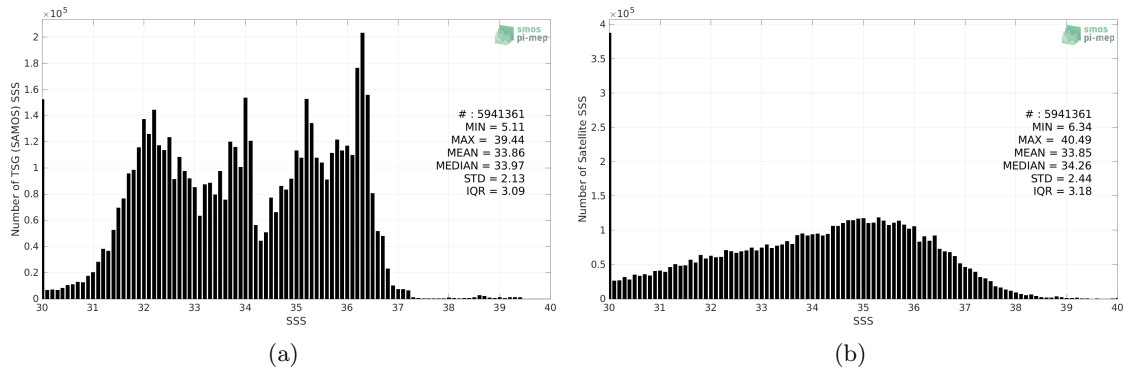 ×10⁵
2
1.8
1.6
1.4
1.2
1
0.8
0.6
0.4
0.2
0
Number of TSG (SAMOS) SSS
smos
pi-mep
# : 5941361
MIN = 5.11
MAX = 39.44
MEAN = 33.86
MEDIAN = 33.97
STD = 2.13
IQR = 3.09
30 31 32 33 34 35 36 37 38 39 40
SSS
(a)
×10⁵
4
3.5
3
2.5
2
1.5
1
0.5
0
Number of Satellite SSS
smos
pi-mep
# : 5941361
MIN = 6.34
MAX = 40.49
MEAN = 33.85
MEDIAN = 34.26
STD = 2.44
IQR = 3.18
30 31 32 33 34 35 36 37 38 39 40
SSS
(b)